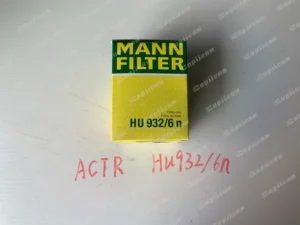 MANN
FILTER
HU 932/6 n
ACTR Hu932/6n